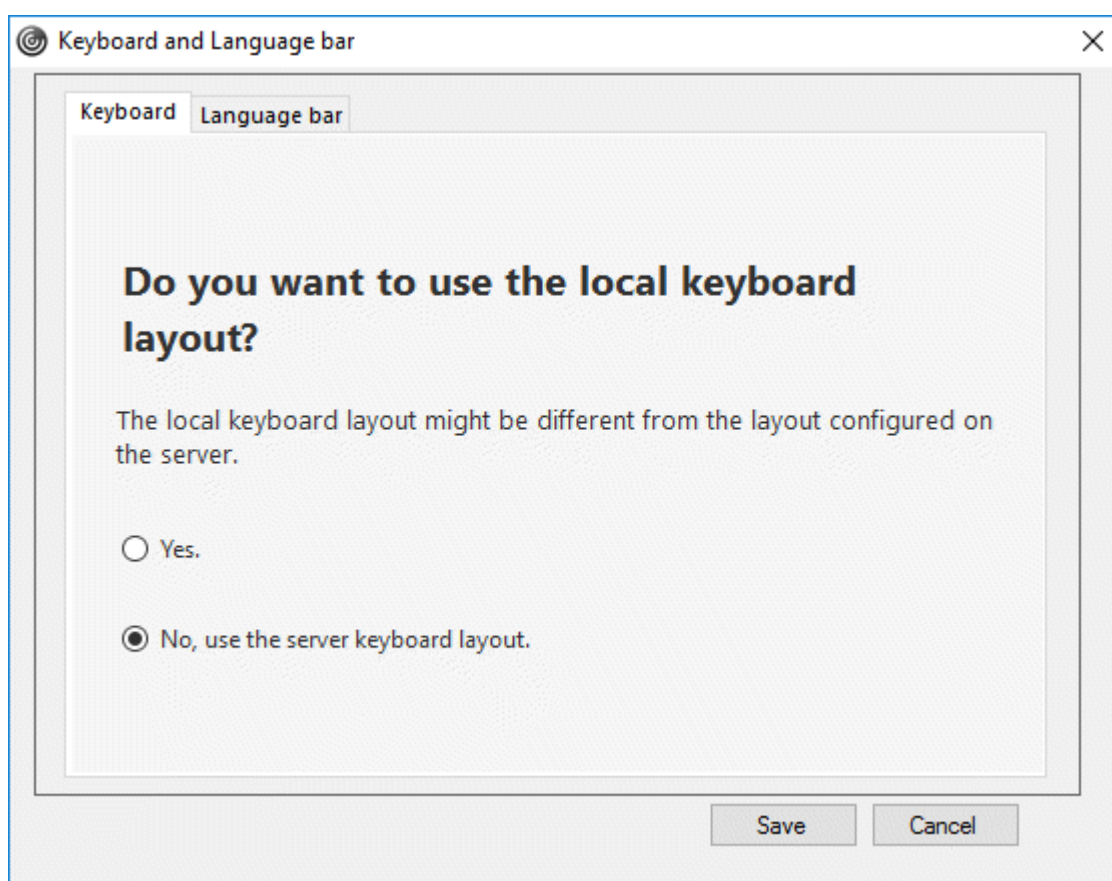 Keyboard and Language bar
Keyboard
Language bar
Do you want to use the local keyboard
layout?
The local keyboard layout might be different from the layout configured on
the server.
Yes.
No, use the server keyboard layout.
Save
Cancel